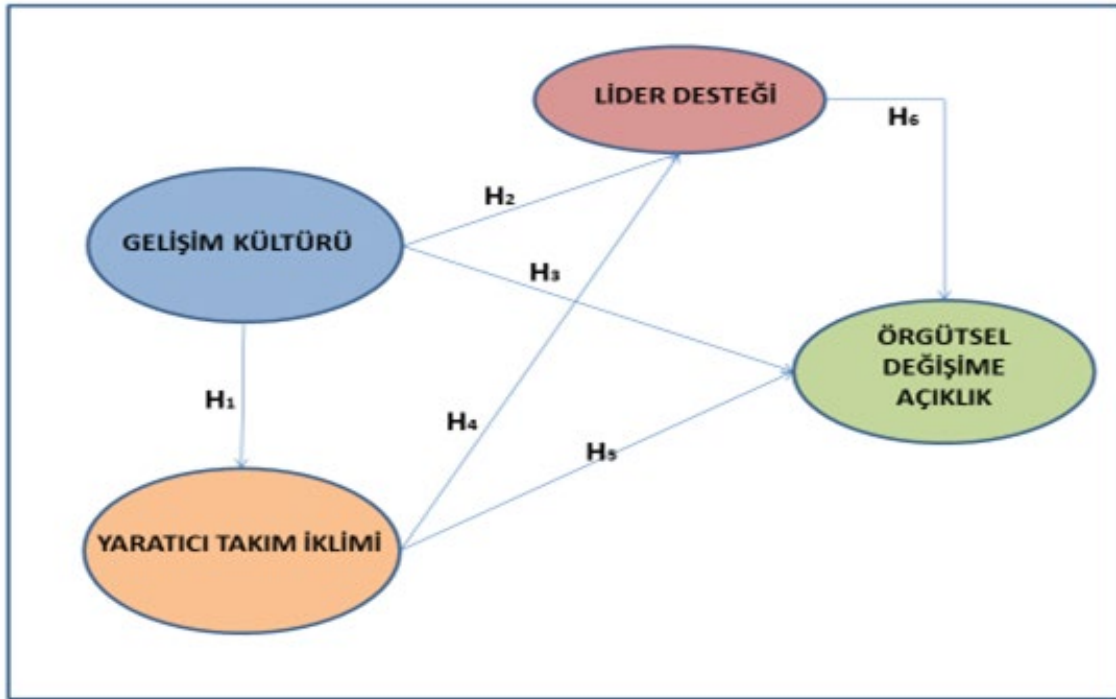 LİDER DESTEĞİ
H₆
H₂
GELİŞİM KÜLTÜRÜ
H₃
ÖRGÜTSEL
DEĞİŞİME
AÇIKLIK
H₁
H₄
H₅
YARATICI TAKIM İKLİMİ